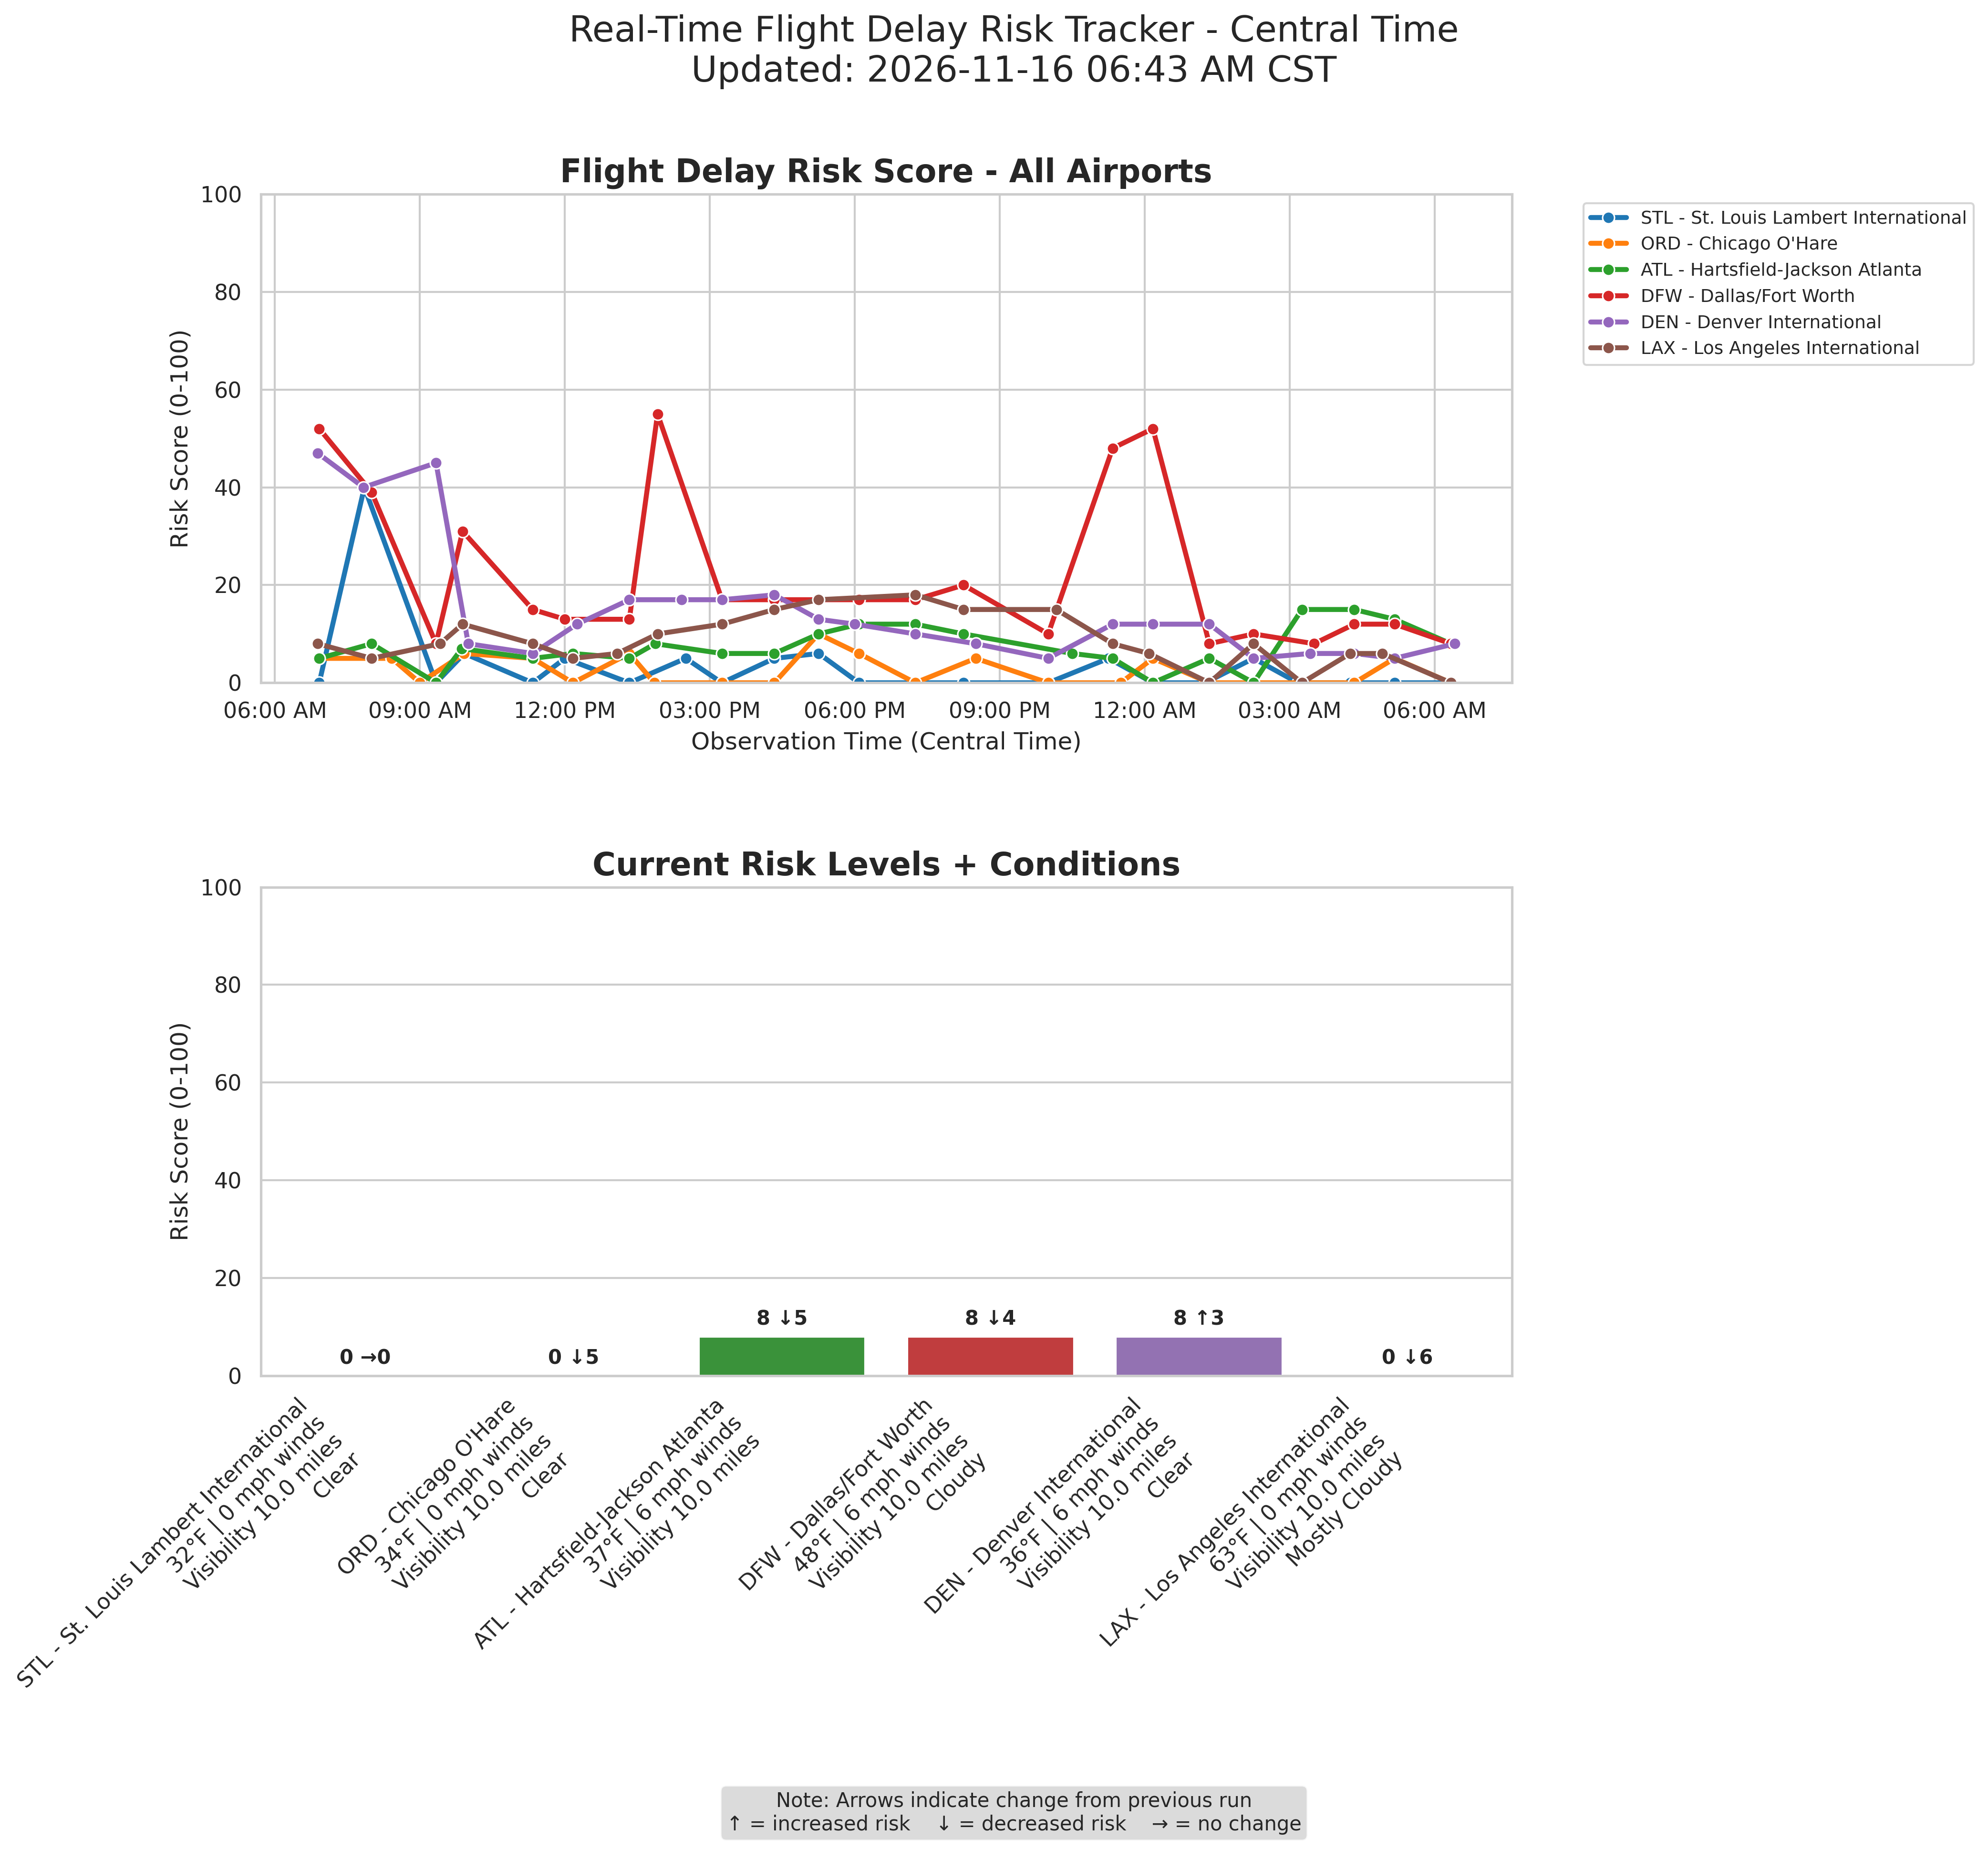 Real-Time Flight Delay Risk Tracker - Central Time
Updated: 2026-11-16 06:43 AM CST
Flight Delay Risk Score - All Airports
100
80
60
40
20
0
Risk Score (0-100)
06:00 AM
09:00 AM
12:00 PM
03:00 PM
06:00 PM
09:00 PM
12:00 AM
03:00 AM
06:00 AM
Observation Time (Central Time)
STL - St. Louis Lambert International
ORD - Chicago O'Hare
ATL - Hartsfield-Jackson Atlanta
DFW - Dallas/Fort Worth
DEN - Denver International
LAX - Los Angeles International
Current Risk Levels + Conditions
100
80
60
40
20
0
Risk Score (0-100)
0 →0
0 ↓5
8 ↓5
8 ↓4
8 ↑3
0 ↓6
STL - St. Louis Lambert International
32°F | 0 mph winds
Visibility 10.0 miles
Clear
ORD - Chicago O'Hare
34°F | 0 mph winds
Visibility 10.0 miles
Clear
ATL - Hartsfield-Jackson Atlanta
37°F | 6 mph winds
Visibility 10.0 miles
DFW - Dallas/Fort Worth
48°F | 6 mph winds
Visibility 10.0 miles
Cloudy
DEN - Denver International
36°F | 6 mph winds
Visibility 10.0 miles
Clear
LAX - Los Angeles International
63°F | 0 mph winds
Visibility 10.0 miles
Mostly Cloudy
Note: Arrows indicate change from previous run
↑ = increased risk ↓ = decreased risk → = no change